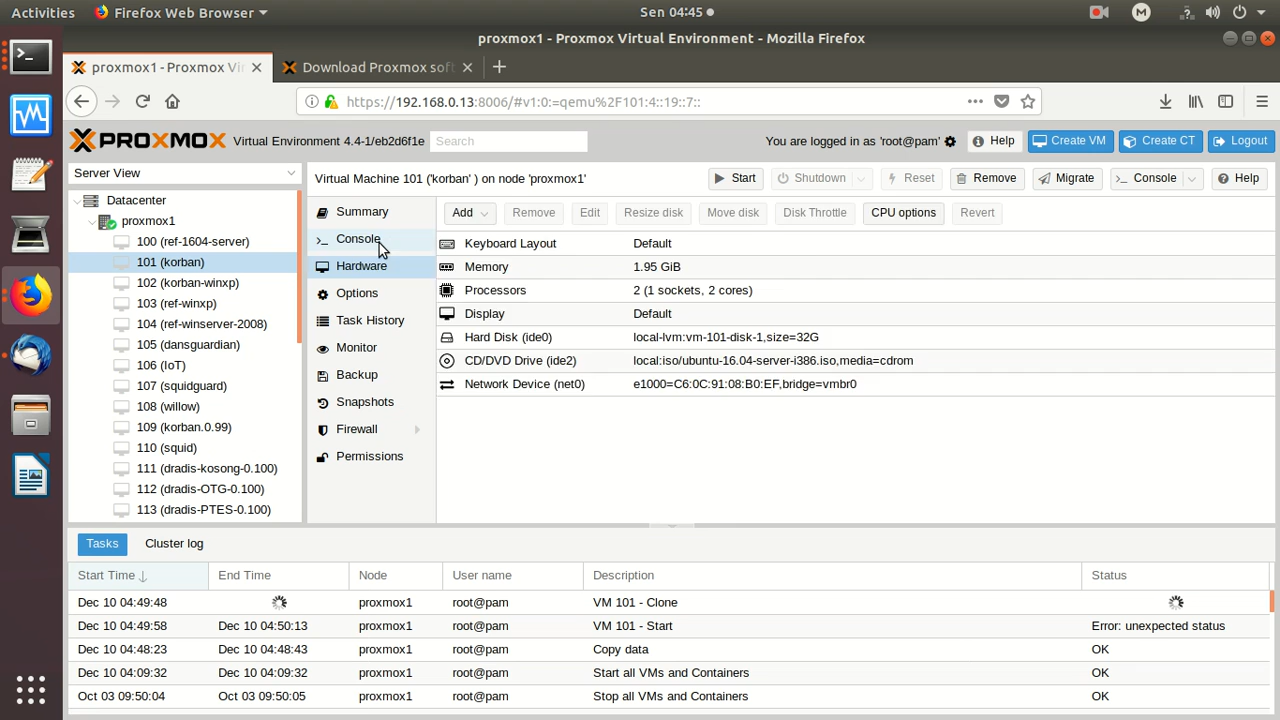 Activities Firefox Web Browser Sen 04:45
proxmox1 - Proxmox Virtual Environment - Mozilla Firefox
proxmox1 - Proxmox Vir Download Proxmox soft
https://192.168.0.13:8006/#v1:0:=qemu%2F101:4::19::7::
PROXMOX Virtual Environment 4.4-1/eb2d6f1e Search You are logged in as 'root@pam' Help Create VM Create CT Logout
Server View
Virtual Machine 101 ('korban' ) on node 'proxmox1' Start Shutdown Reset Remove Migrate Console Help
Datacenter
proxmox1
100 (ref-1604-server)
101 (korban)
102 (korban-winxp)
103 (ref-winxp)
104 (ref-winserver-2008)
105 (dansguardian)
106 (IoT)
107 (squidguard)
108 (willow)
109 (korban.0.99)
110 (squid)
111 (dradis-kosong-0.100)
112 (dradis-OTG-0.100)
113 (dradis-PTES-0.100)
Summary
Console
Hardware
Options
Task History
Monitor
Backup
Snapshots
Firewall
Permissions
Add Remove Edit Resize disk Move disk Disk Throttle CPU options Revert
Keyboard Layout Default
Memory 1.95 GiB
Processors 2 (1 sockets, 2 cores)
Display Default
Hard Disk (ide0) local-lvm:vm-101-disk-1,size=32G
CD/DVD Drive (ide2) local:iso/ubuntu-16.04-server-i386.iso,media=cdrom
Network Device (net0) e1000=C6:0C:91:08:B0:EF,bridge=vmbr0
Tasks Cluster log
Start Time End Time Node User name Description Status
Dec 10 04:49:48 proxmox1 root@pam VM 101 - Clone
Dec 10 04:49:58 Dec 10 04:50:13 proxmox1 root@pam VM 101 - Start Error: unexpected status
Dec 10 04:48:23 Dec 10 04:48:43 proxmox1 root@pam Copy data OK
Dec 10 04:09:32 Dec 10 04:09:32 proxmox1 root@pam Start all VMs and Containers OK
Oct 03 09:50:04 Oct 03 09:50:05 proxmox1 root@pam Stop all VMs and Containers OK